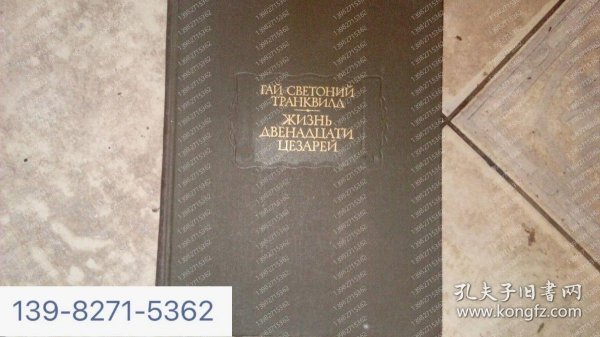 ГАЙ СВЕТОНИЙ
ТРАНКВИЛЛ
ЖИЗНЬ
ДВЕНАДЦАТИ
ЦЕЗАРЕЙ
139-8271-5362
孔夫子旧书网
www.kongfz.com